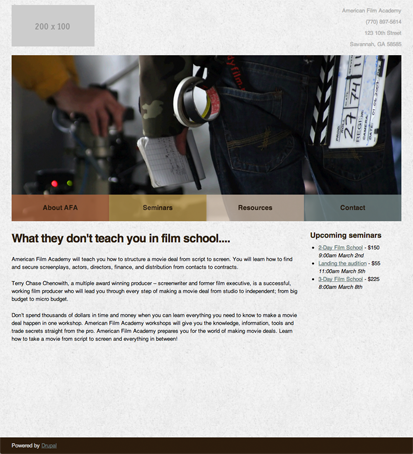 200 x 100
American Film Academy
(770) 597-5814
123 10th Street
Savannah, GA 58585
About AFA
Seminars
Resources
Contact
What they don't teach you in film school....
American Film Academy will teach you how to structure a movie deal from script to screen. You will learn how to
find and secure screenplays, actors, directors, finance, and distribution from contacts to contracts.
Terry Chase Chenowith, a multiple award winning producer – screenwriter and former film executive, is a successful,
working film producer who will lead you through every step of making a movie deal from studio to independent; from big
budget to micro budget.
Don't spend thousands of dollars in time and money when you can learn everything you need to know to make a movie
deal happen in one workshop. American Film Academy workshops will give you the knowledge, information, tools and
trade secrets straight from the pro. American Film Academy prepares you for the world of making movie deals. Learn
how to take a movie from script to screen and everything in between!
Upcoming seminars
2-Day Film School - $150
9:00am March 2nd
Landing the audition - $55
11:00am March 5th
3-Day Film School - $225
8:00am March 8th
Powered by Drupal